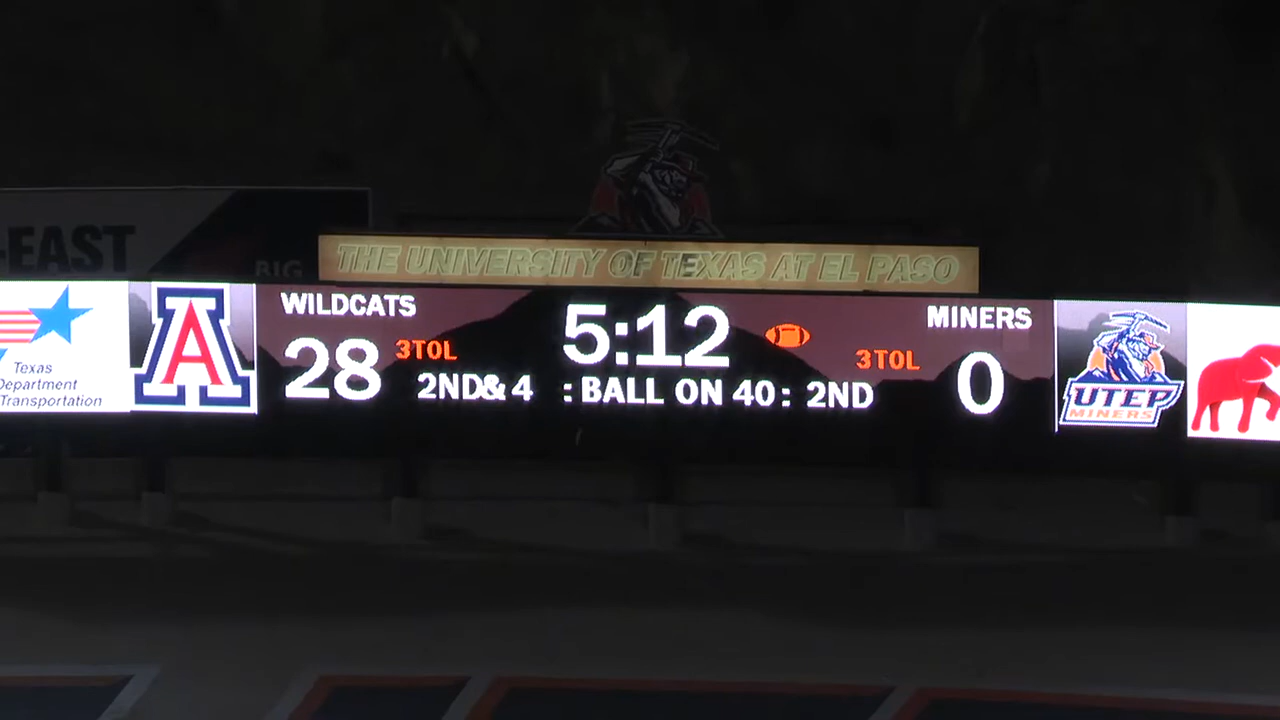 -EAST
BIG
THE UNIVERSITY OF TEXAS AT EL PASO
Texas
Department
Transportation
A
WILDCATS
28
3TOL
5:12
2ND& 4 : BALL ON 40 : 2ND
3TOL
MINERS
0
UTEP
MINERS